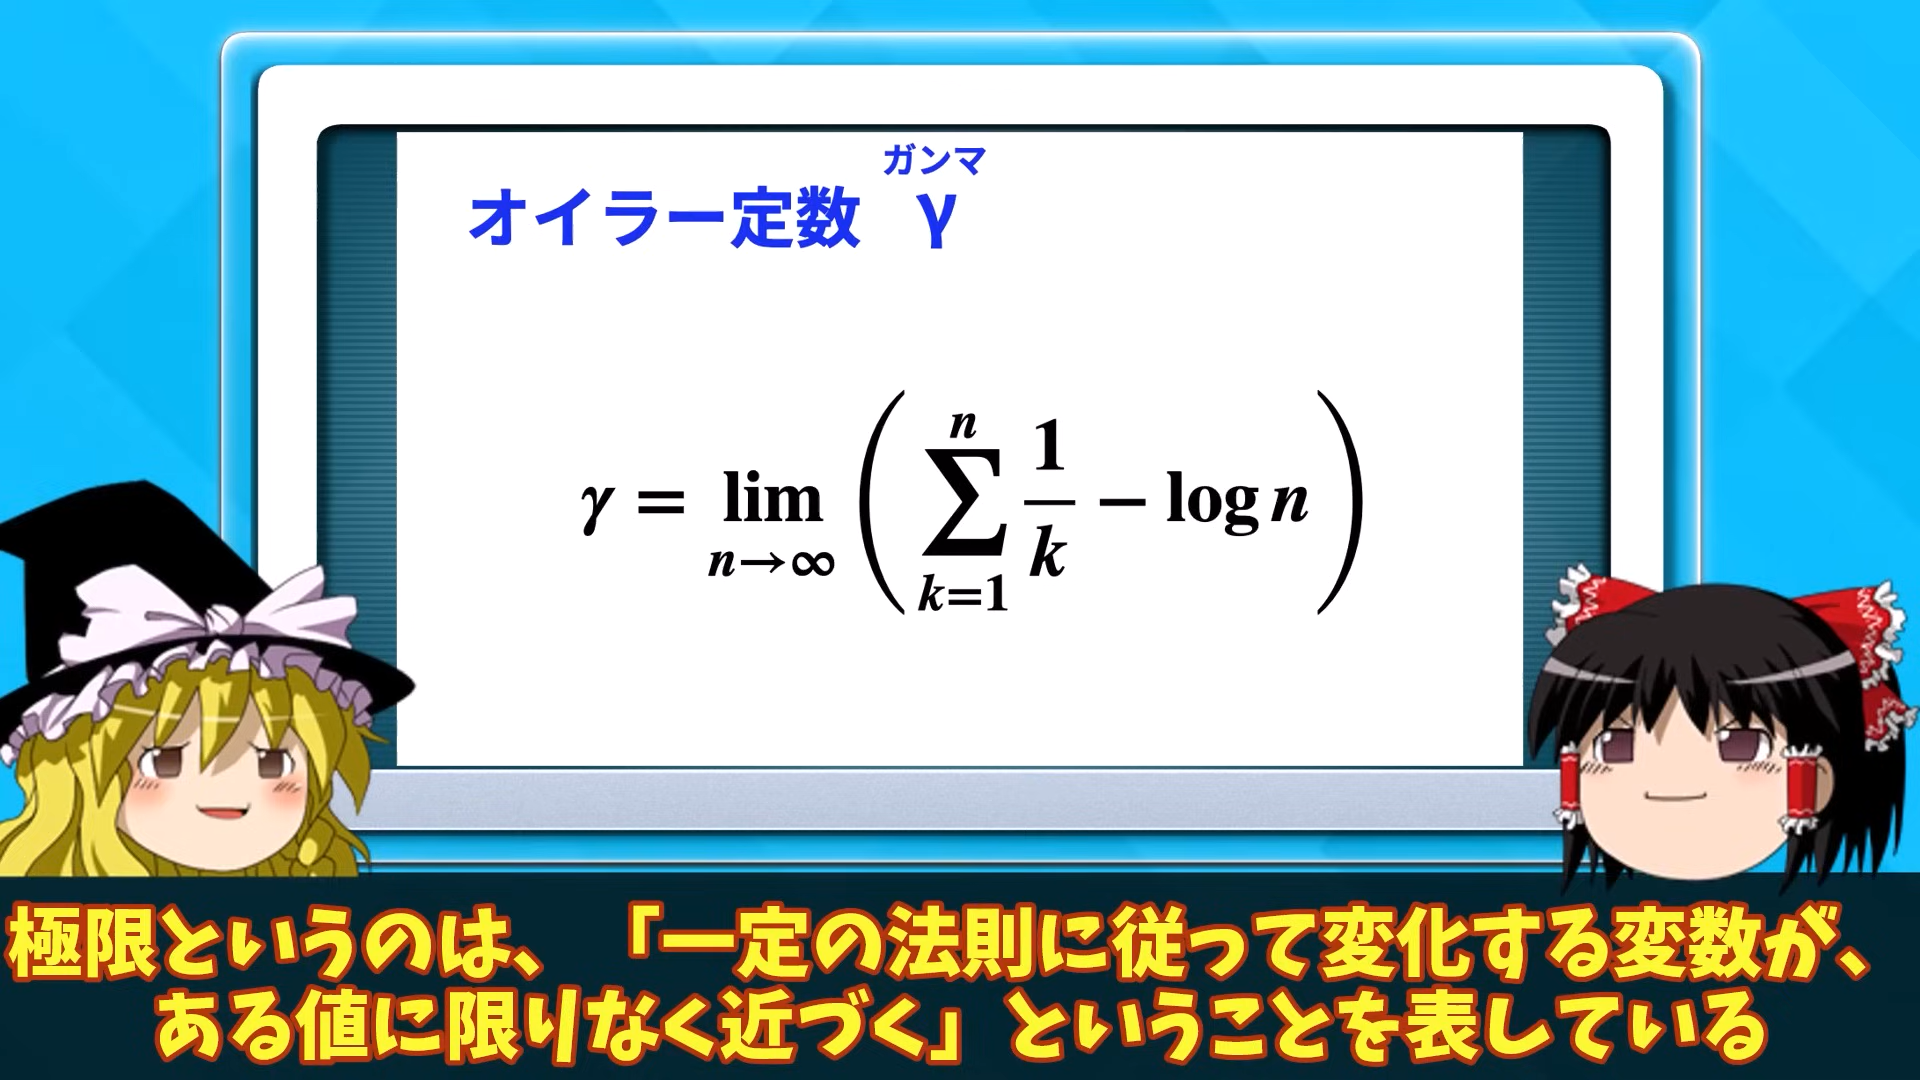 ガンマ
オイラー定数 γ
γ = lim n→∞ ( ∑ k=1 n 1/k − log n )
極限というのは、「一定の法則に従って変化する変数が、
ある値に限りなく近づく」ということを表している